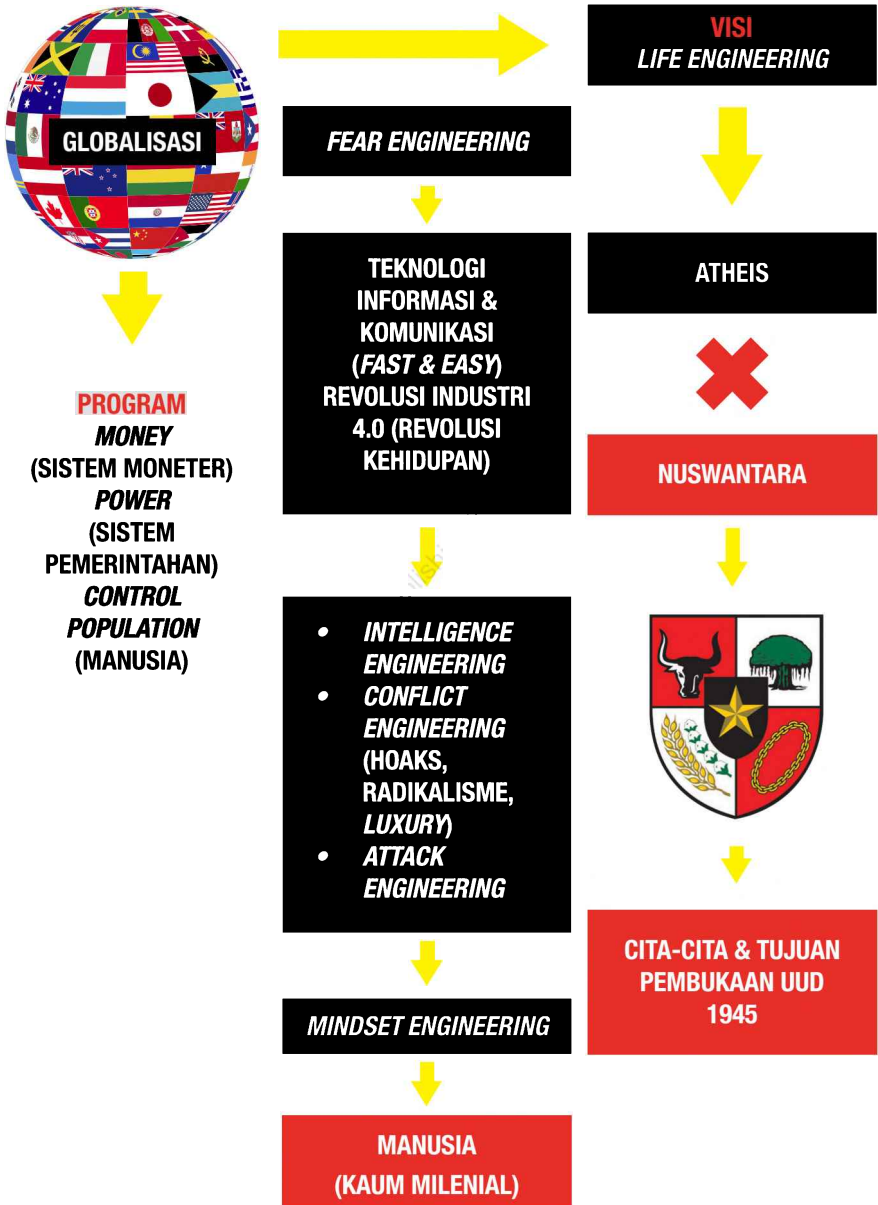 GLOBALISASI
PROGRAM
MONEY
(SISTEM MONETER)
POWER
(SISTEM
PEMERINTAHAN)
CONTROL
POPULATION
(MANUSIA)
FEAR ENGINEERING
TEKNOLOGI
INFORMASI &
KOMUNIKASI
(FAST & EASY)
REVOLUSI INDUSTRI
4.0 (REVOLUSI
KEHIDUPAN)
• INTELLIGENCE
ENGINEERING
• CONFLICT
ENGINEERING
(HOAKS,
RADIKALISME,
LUXURY)
• ATTACK
ENGINEERING
MINDSET ENGINEERING
MANUSIA
(KAUM MILENIAL)
VISI
LIFE ENGINEERING
ATHEIS
NUSWANTARA
CITA-CITA & TUJUAN
PEMBUKAAN UUD
1945